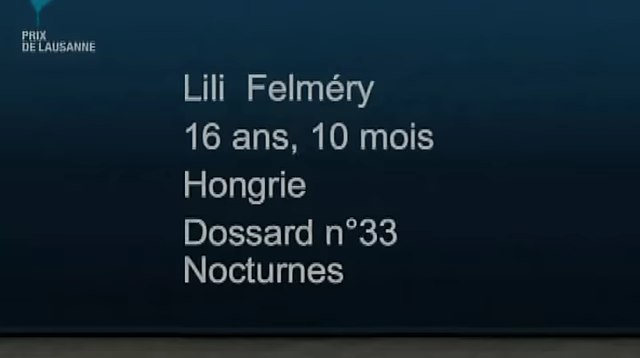 PRIX
DE LAUSANNE
Lili Felméry
16 ans, 10 mois
Hongrie
Dossard n°33
Nocturnes